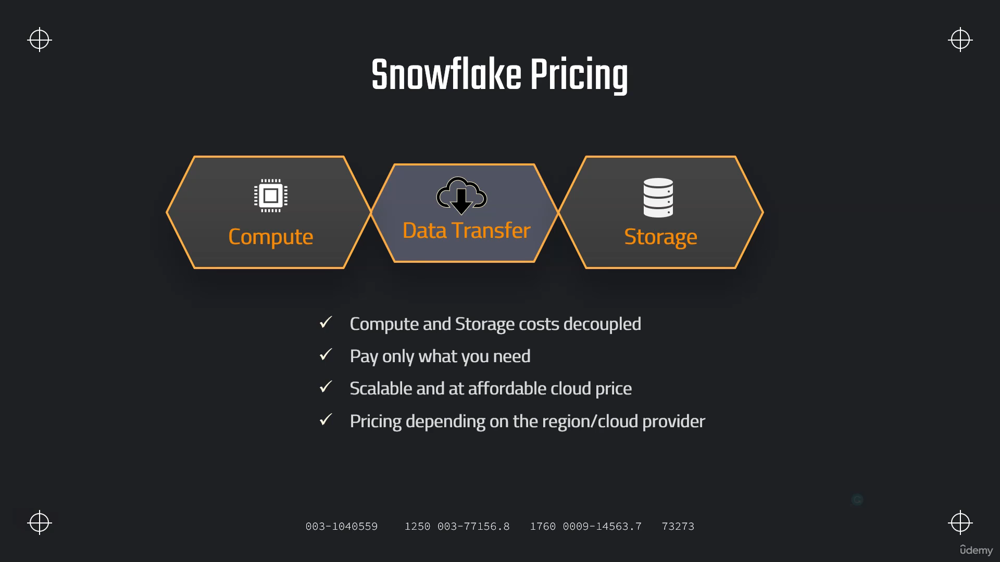 Snowflake Pricing
Compute
Data Transfer
Storage
✓ Compute and Storage costs decoupled
✓ Pay only what you need
✓ Scalable and at affordable cloud price
✓ Pricing depending on the region/cloud provider
003-1040559 1250 003-77156.8 1760 0009-14563.7 73273
ûdemy